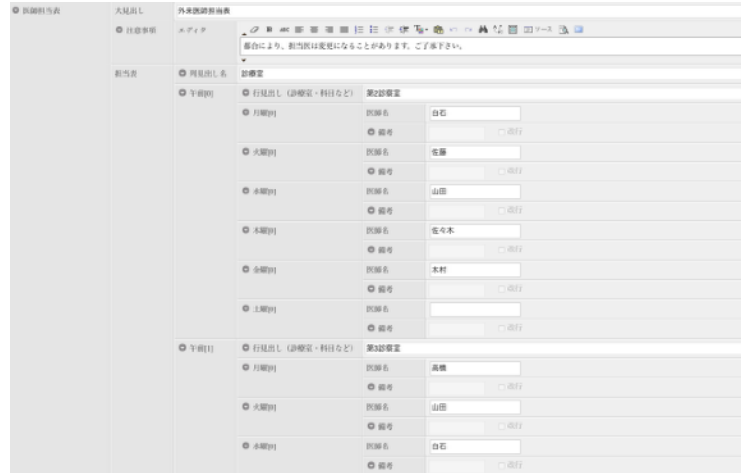 医師担当表 大見出し 外来医師担当表
注意事項 メディア ソース
都合により、担当医は変更になることがあります。ご了承下さい。
担当表 列見出し名 診療室
午前[0] 行見出し（診療室・科目など） 第2診察室
月曜[0] 医師名 白石
備考 改行
火曜[0] 医師名 佐藤
備考 改行
水曜[0] 医師名 山田
備考 改行
木曜[0] 医師名 佐々木
備考 改行
金曜[0] 医師名 木村
備考 改行
土曜[0] 医師名
備考 改行
午前[1] 行見出し（診療室・科目など） 第3診察室
月曜[0] 医師名 高橋
備考 改行
火曜[0] 医師名 山田
備考 改行
水曜[0] 医師名 白石
備考 改行